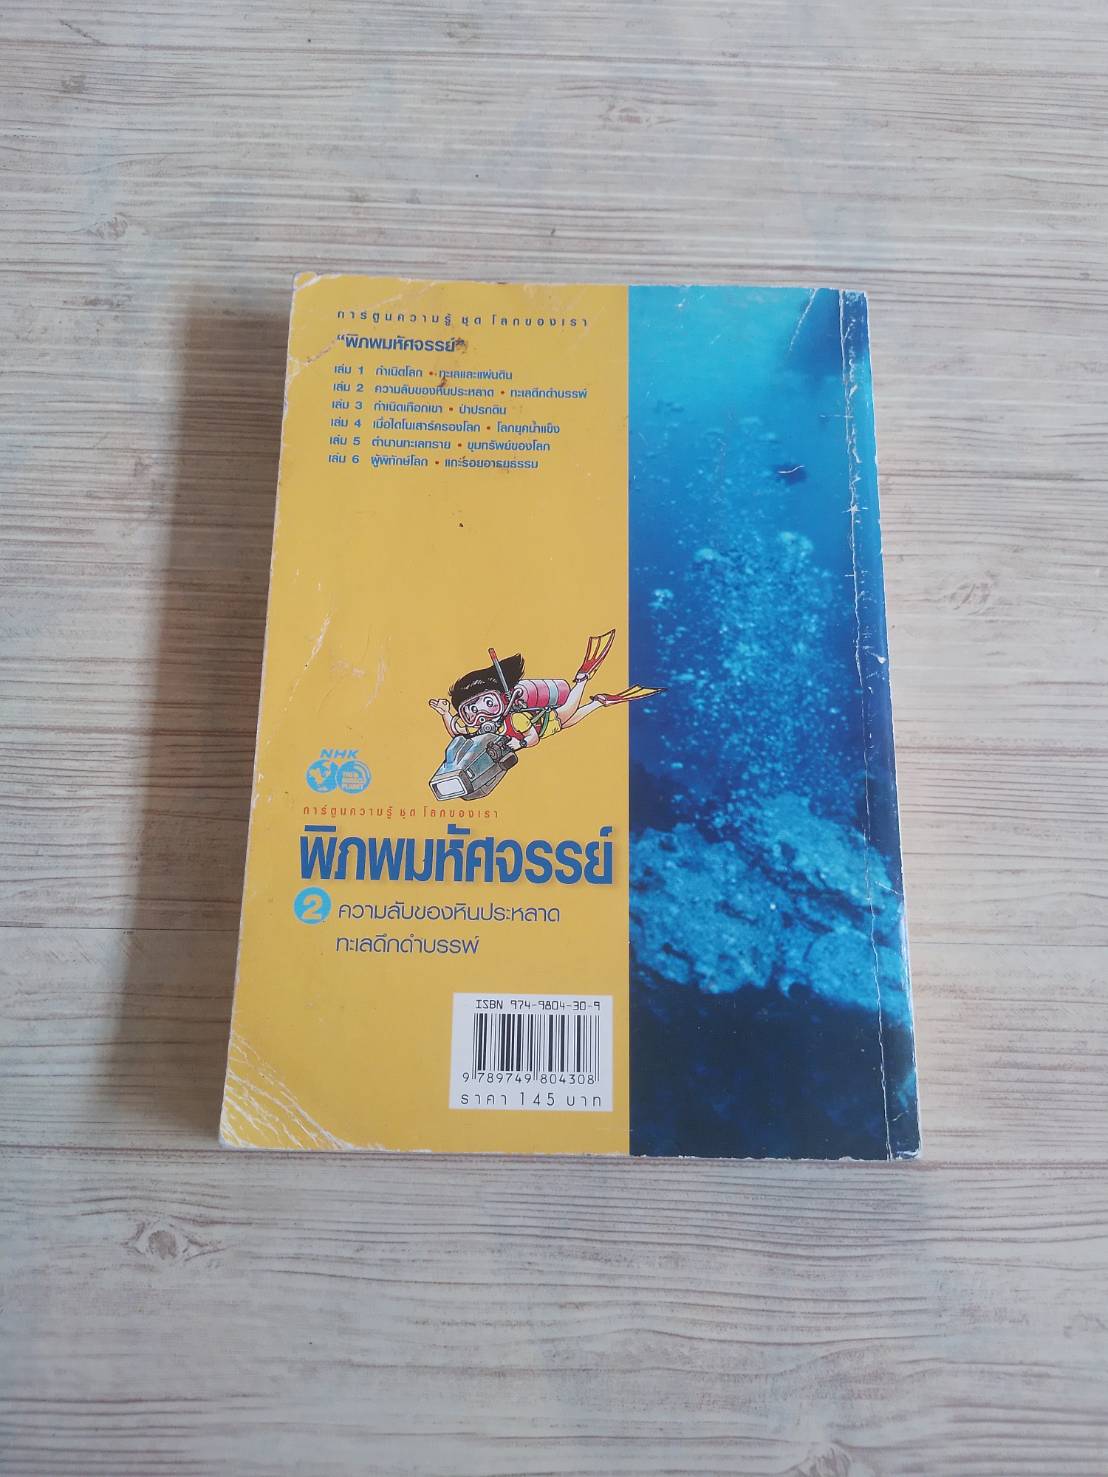 การ์ตูนความรู้ ชุด โลกของเรา
"พิภพมหัศจรรย์"
เล่ม 1 กำเนิดโลก • ทะเลและแผ่นดิน
เล่ม 2 ความลับของหินประหลาด • ทะเลดึกดำบรรพ์
เล่ม 3 กำเนิดเทือกเขา • ป่าปรกดิน
เล่ม 4 เมื่อไดโนเสาร์ครองโลก • โลกยุคน้ำแข็ง
เล่ม 5 ตำนานทะเลทราย • ขุมทรัพย์ของโลก
เล่ม 6 ผู้พิทักษ์โลก • แกะรอยอารยธรรม
NHK
การ์ตูนความรู้ ชุด โลกของเรา
พิภพมหัศจรรย์
2 ความลับของหินประหลาด
ทะเลดึกดำบรรพ์
ISBN 974-9804-30-9
9 789749 804308
ราคา 145 บาท